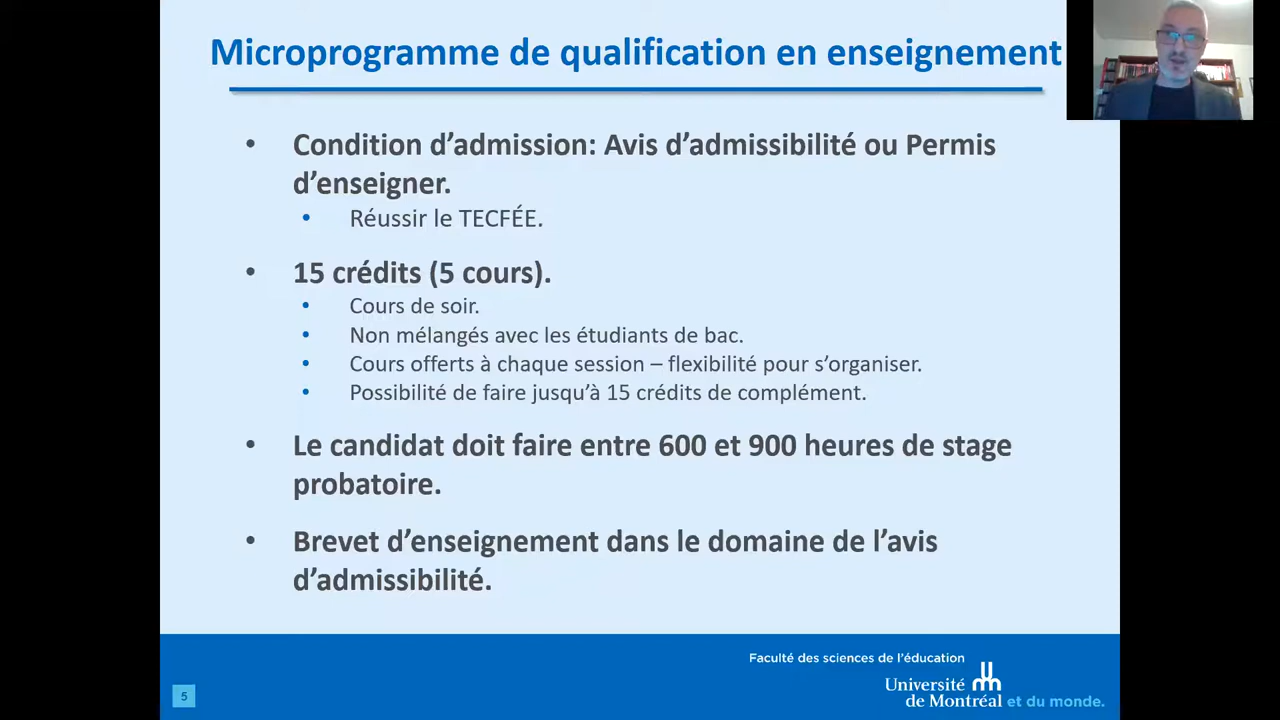 Microprogramme de qualification en enseignement
• Condition d’admission: Avis d’admissibilité ou Permis
d’enseigner.
• Réussir le TECFÉE.
• 15 crédits (5 cours).
• Cours de soir.
• Non mélangés avec les étudiants de bac.
• Cours offerts à chaque session – flexibilité pour s’organiser.
• Possibilité de faire jusqu’à 15 crédits de complément.
• Le candidat doit faire entre 600 et 900 heures de stage
probatoire.
• Brevet d’enseignement dans le domaine de l’avis
d’admissibilité.
Faculté des sciences de l’éducation
Université
de Montréal et du monde.
5